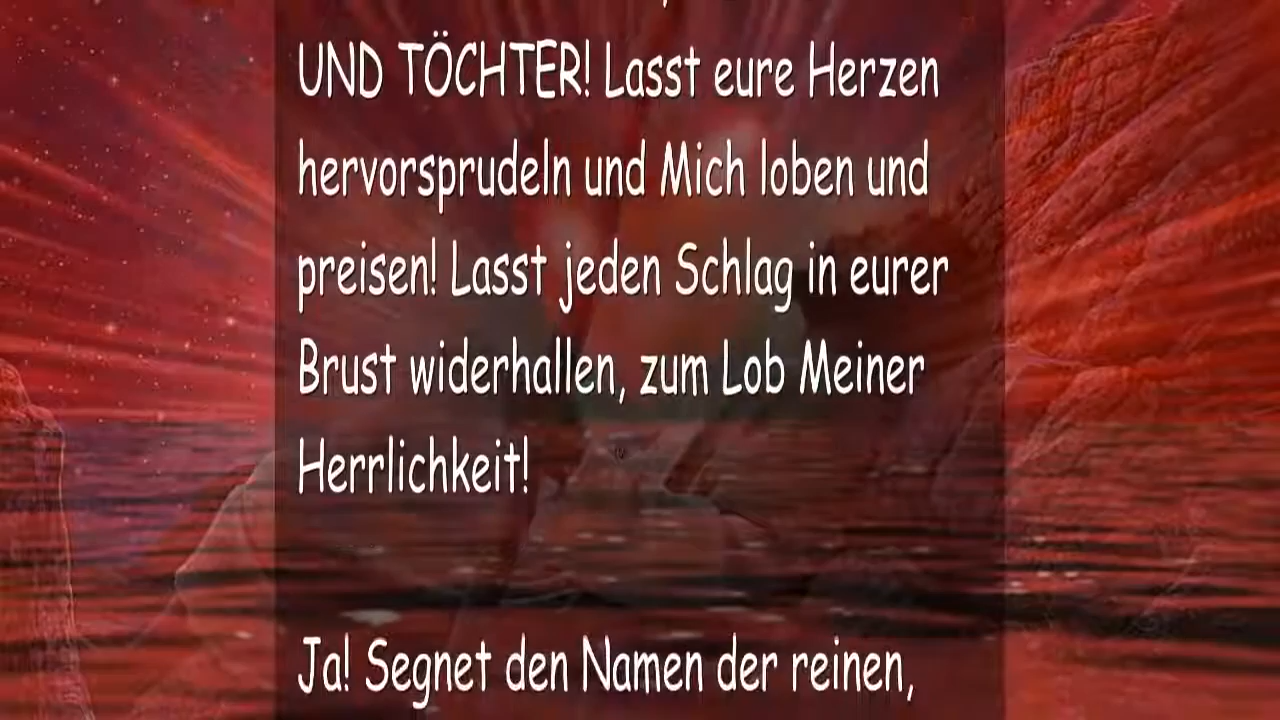 UND TÖCHTER! Lasst eure Herzen
hervorsprudeln und Mich loben und
preisen! Lasst jeden Schlag in eurer
Brust widerhallen, zum Lob Meiner
Herrlichkeit!
Ja! Segnet den Namen der reinen,